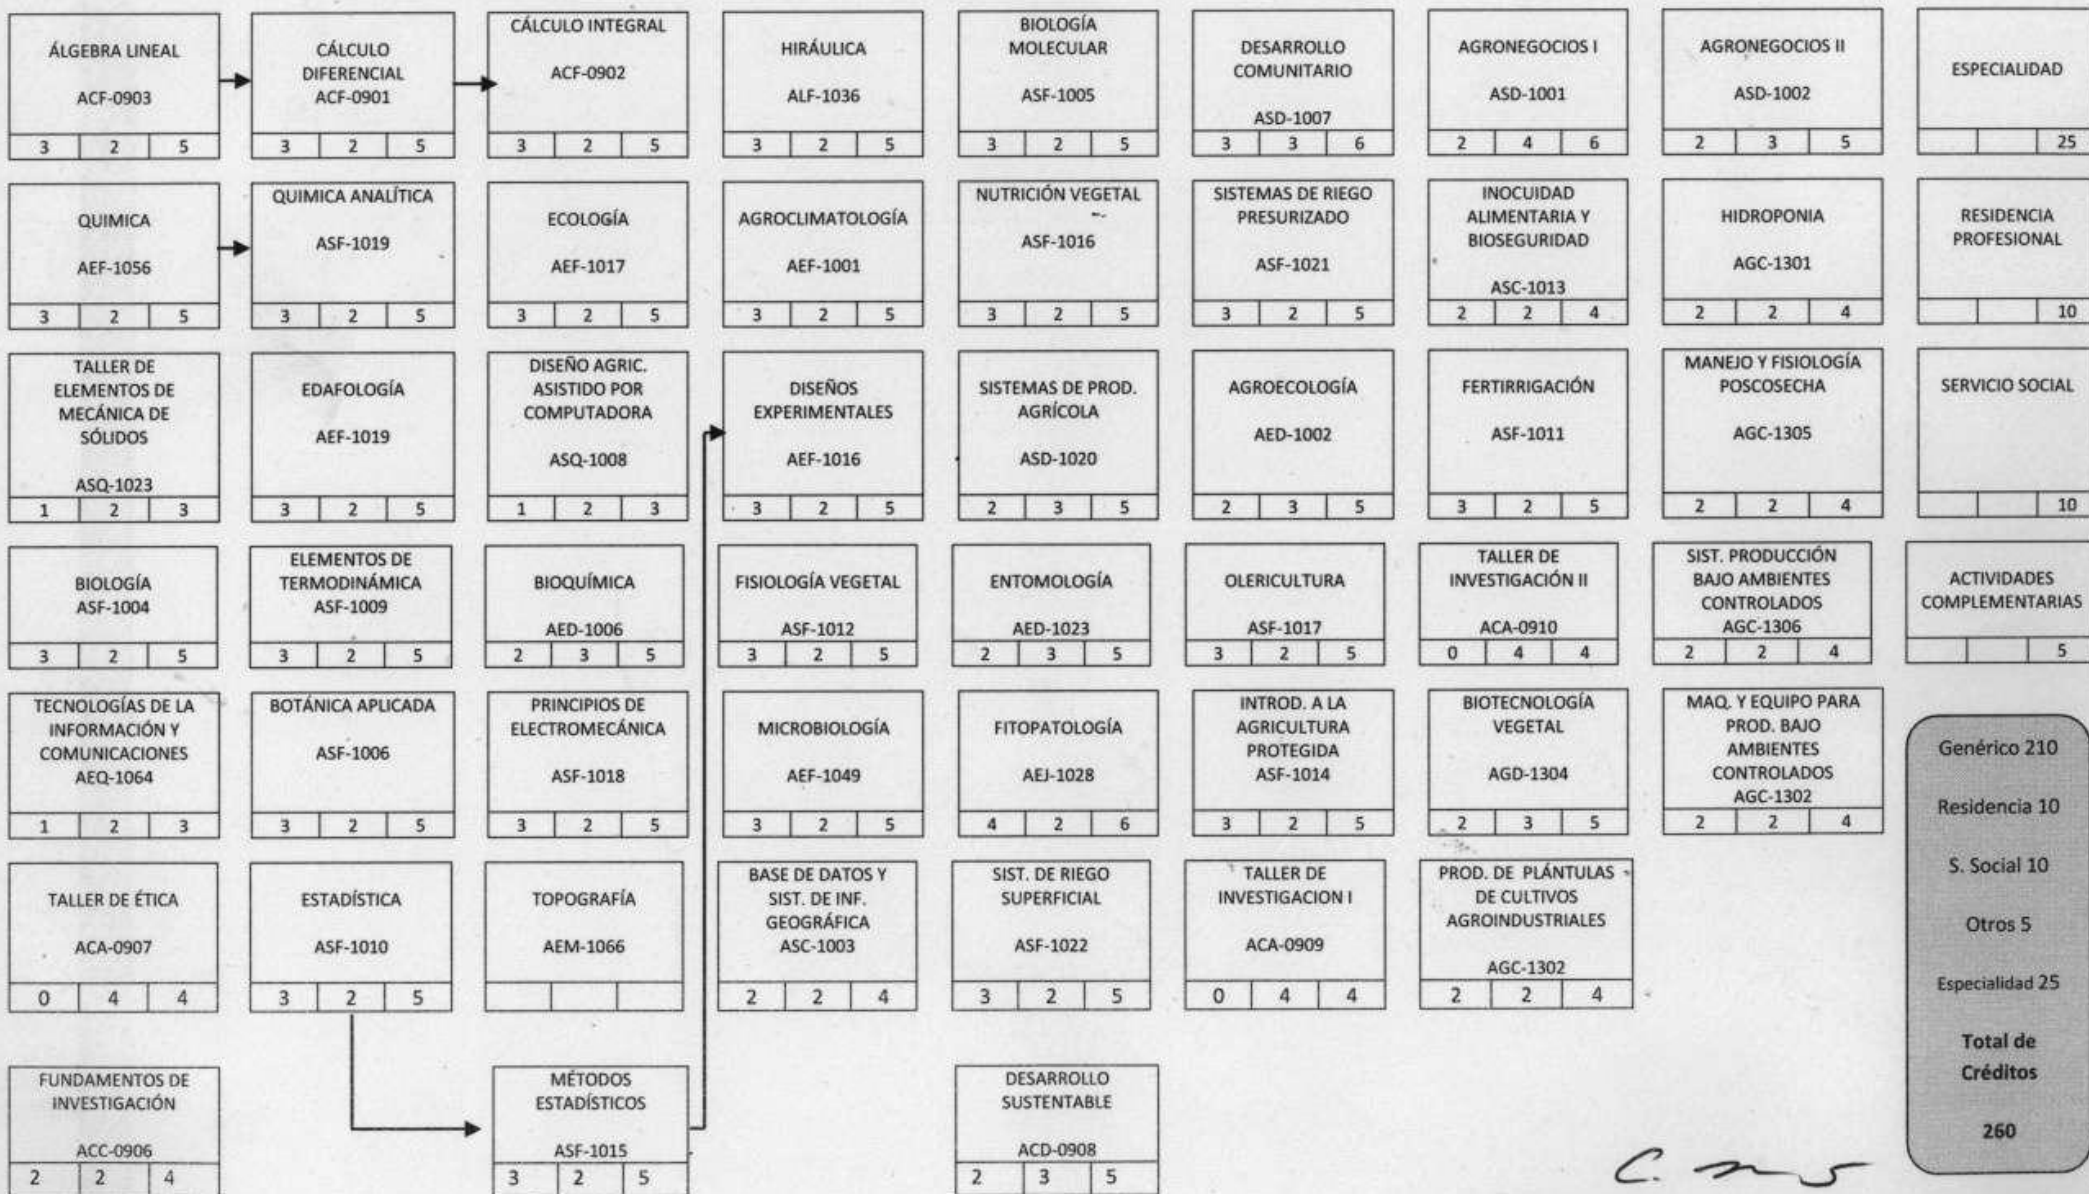 ÁLGEBRA LINEAL
ACF-0903
3 2 5
CÁLCULO
DIFERENCIAL
ACF-0901
3 2 5
CÁLCULO INTEGRAL
ACF-0902
3 2 5
HIRÁULICA
ALF-1036
3 2 5
BIOLOGÍA
MOLECULAR
ASF-1005
3 2 5
DESARROLLO
COMUNITARIO
ASD-1007
3 3 6
AGRONEGOCIOS I
ASD-1001
2 4 6
AGRONEGOCIOS II
ASD-1002
2 3 5
ESPECIALIDAD
25
QUIMICA
AEF-1056
3 2 5
QUIMICA ANALÍTICA
ASF-1019
3 2 5
ECOLOGÍA
AEF-1017
3 2 5
AGROCLIMATOLOGÍA
AEF-1001
3 2 5
NUTRICIÓN VEGETAL
ASF-1016
3 2 5
SISTEMAS DE RIEGO
PRESURIZADO
ASF-1021
3 2 5
INOCUIDAD
ALIMENTARIA Y
BIOSEGURIDAD
ASC-1013
2 2 4
HIDROPONIA
AGC-1301
2 2 4
RESIDENCIA
PROFESIONAL
10
TALLER DE
ELEMENTOS DE
MECÁNICA DE
SÓLIDOS
ASQ-1023
1 2 3
EDAFOLOGÍA
AEF-1019
3 2 5
DISEÑO AGRIC.
ASISTIDO POR
COMPUTADORA
ASQ-1008
1 2 3
DISEÑOS
EXPERIMENTALES
AEF-1016
3 2 5
SISTEMAS DE PROD.
AGRÍCOLA
ASD-1020
2 3 5
AGROECOLOGÍA
AED-1002
2 3 5
FERTIRRIGACIÓN
ASF-1011
3 2 5
MANEJO Y FISIOLOGÍA
POSCOSECHA
AGC-1305
2 2 4
SERVICIO SOCIAL
10
BIOLOGÍA
ASF-1004
3 2 5
ELEMENTOS DE
TERMODINÁMICA
ASF-1009
3 2 5
BIOQUÍMICA
AED-1006
2 3 5
FISIOLOGÍA VEGETAL
ASF-1012
3 2 5
ENTOMOLOGÍA
AED-1023
2 3 5
OLERICULTURA
ASF-1017
3 2 5
TALLER DE
INVESTIGACIÓN II
ACA-0910
0 4 4
SIST. PRODUCCIÓN
BAJO AMBIENTES
CONTROLADOS
AGC-1306
2 2 4
ACTIVIDADES
COMPLEMENTARIAS
5
TECNOLOGÍAS DE LA
INFORMACIÓN Y
COMUNICACIONES
AEQ-1064
1 2 3
BOTÁNICA APLICADA
ASF-1006
3 2 5
PRINCIPIOS DE
ELECTROMECÁNICA
ASF-1018
3 2 5
MICROBIOLOGÍA
AEF-1049
3 2 5
FITOPATOLOGÍA
AEJ-1028
4 2 6
INTROD. A LA
AGRICULTURA
PROTEGIDA
ASF-1014
3 2 5
BIOTECNOLOGÍA
VEGETAL
AGD-1304
2 3 5
MAQ. Y EQUIPO PARA
PROD. BAJO
AMBIENTES
CONTROLADOS
AGC-1302
2 2 4
TALLER DE ÉTICA
ACA-0907
0 4 4
ESTADÍSTICA
ASF-1010
3 2 5
TOPOGRAFÍA
AEM-1066
BASE DE DATOS Y
SIST. DE INF.
GEOGRÁFICA
ASC-1003
2 2 4
SIST. DE RIEGO
SUPERFICIAL
ASF-1022
3 2 5
TALLER DE
INVESTIGACION I
ACA-0909
0 4 4
PROD. DE PLÁNTULAS
DE CULTIVOS
AGROINDUSTRIALES
AGC-1302
2 2 4
FUNDAMENTOS DE
INVESTIGACIÓN
ACC-0906
2 2 4
MÉTODOS
ESTADÍSTICOS
ASF-1015
3 2 5
DESARROLLO
SUSTENTABLE
ACD-0908
2 3 5
Genérico 210
Residencia 10
S. Social 10
Otros 5
Especialidad 25
Total de
Créditos
260